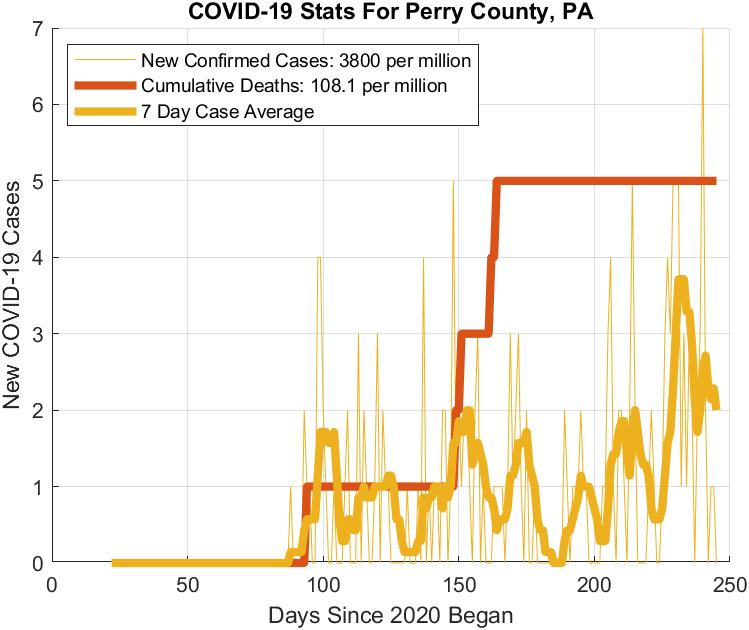 COVID-19 Stats For Perry County, PA
New Confirmed Cases: 3800 per million
Cumulative Deaths: 108.1 per million
7 Day Case Average
New COVID-19 Cases
7
6
5
4
3
2
1
0
0 50 100 150 200 250
Days Since 2020 Began